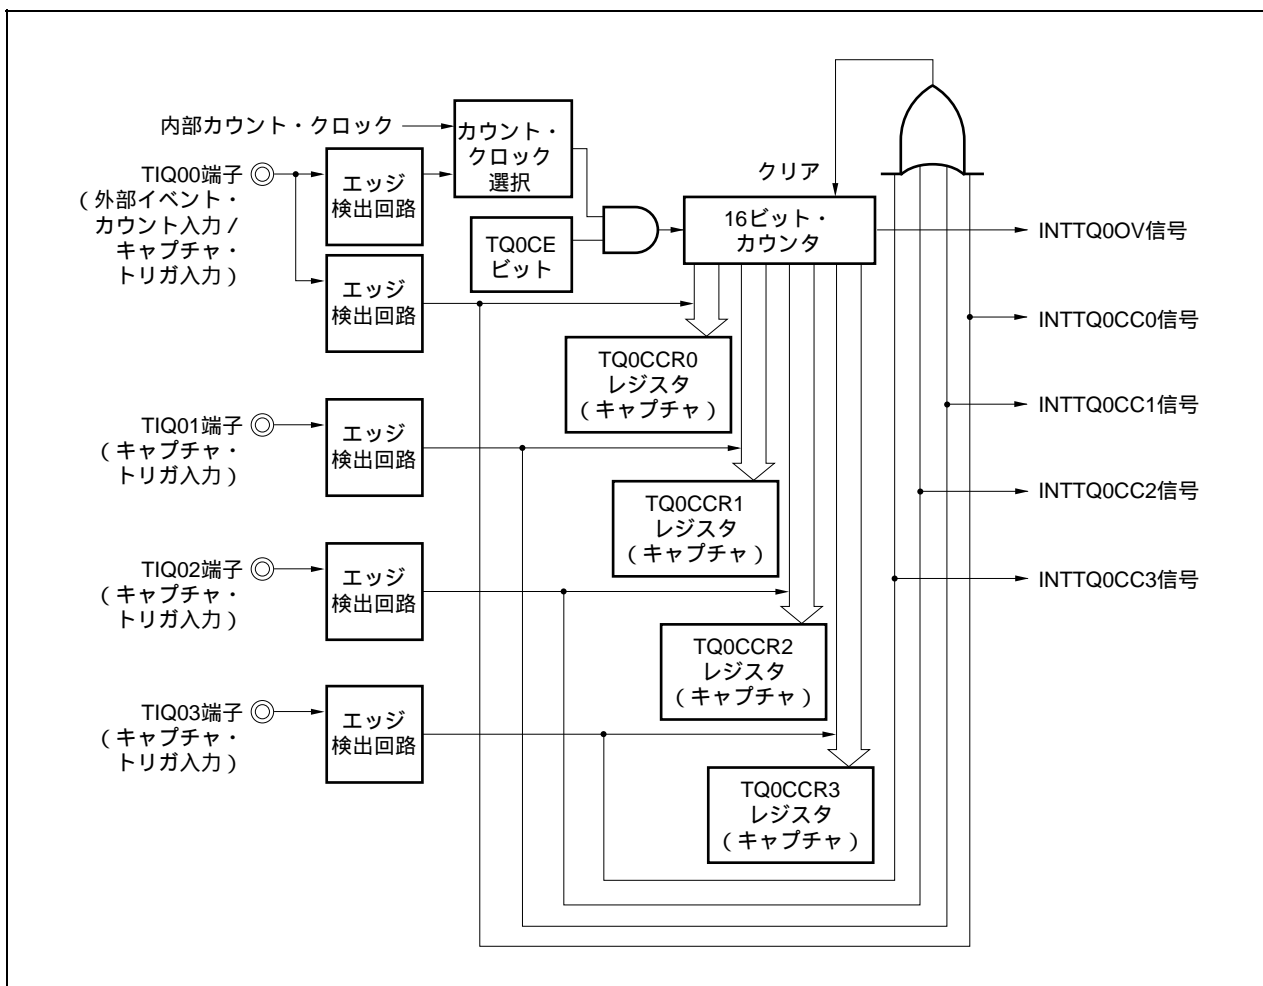 内部カウント・クロック
TIQ00端子
（外部イベント・
カウント入力/
キャプチャ・
トリガ入力）
エッジ
検出回路
エッジ
検出回路
カウント・
クロック
選択
TQ0CE
ビット
クリア
16ビット・
カウンタ
INTTQ0OV信号
INTTQ0CC0信号
INTTQ0CC1信号
INTTQ0CC2信号
INTTQ0CC3信号
TQ0CCR0
レジスタ
（キャプチャ）
TIQ01端子
（キャプチャ・
トリガ入力）
エッジ
検出回路
TQ0CCR1
レジスタ
（キャプチャ）
TIQ02端子
（キャプチャ・
トリガ入力）
エッジ
検出回路
TQ0CCR2
レジスタ
（キャプチャ）
TIQ03端子
（キャプチャ・
トリガ入力）
エッジ
検出回路
TQ0CCR3
レジスタ
（キャプチャ）